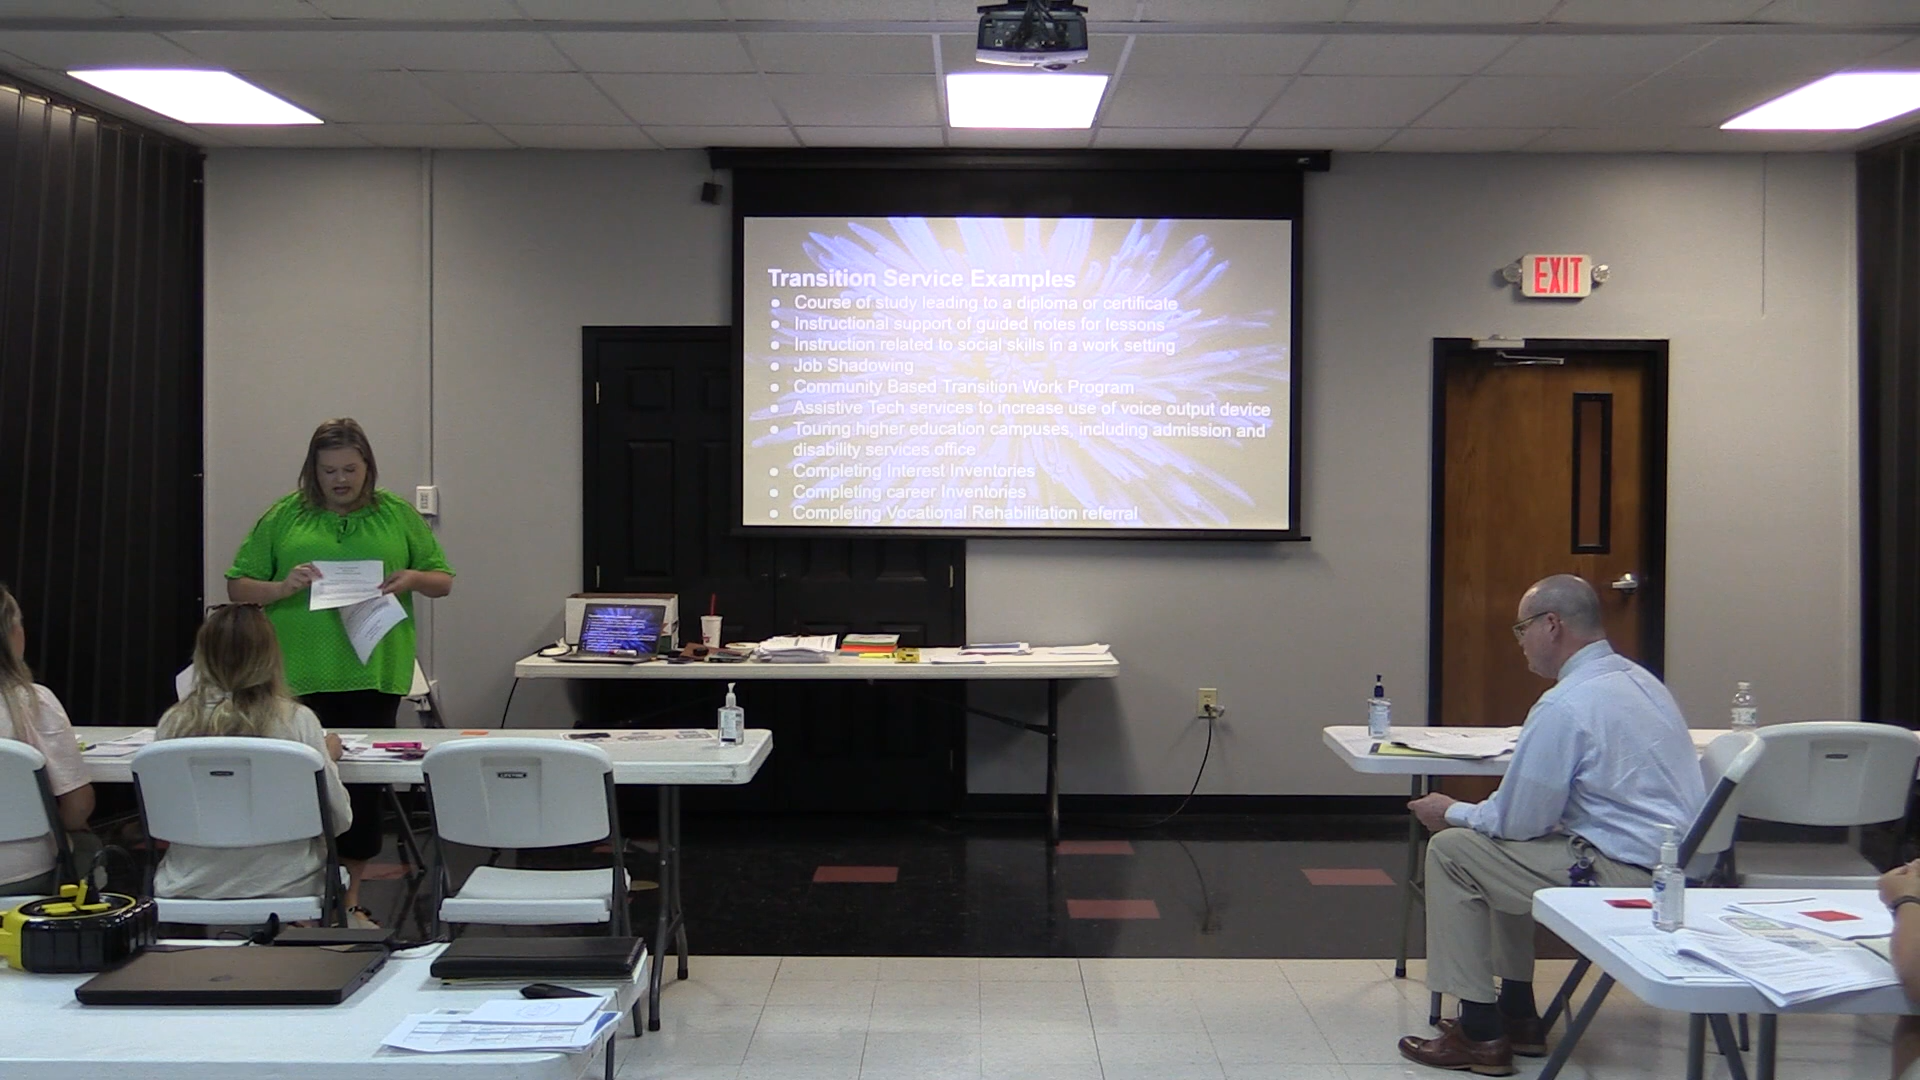 EXIT
Transition Service Examples
Course of study leading to a diploma or certificate
Instructional support of guided notes for lessons
Instruction related to social skills in a work setting
Job Shadowing
Community Based Transition Work Program
Assistive Tech services to increase use of voice output device
Touring higher education campuses, including admission and
disability services office
Completing Interest Inventories
Completing career Inventories
Completing Vocational Rehabilitation referral